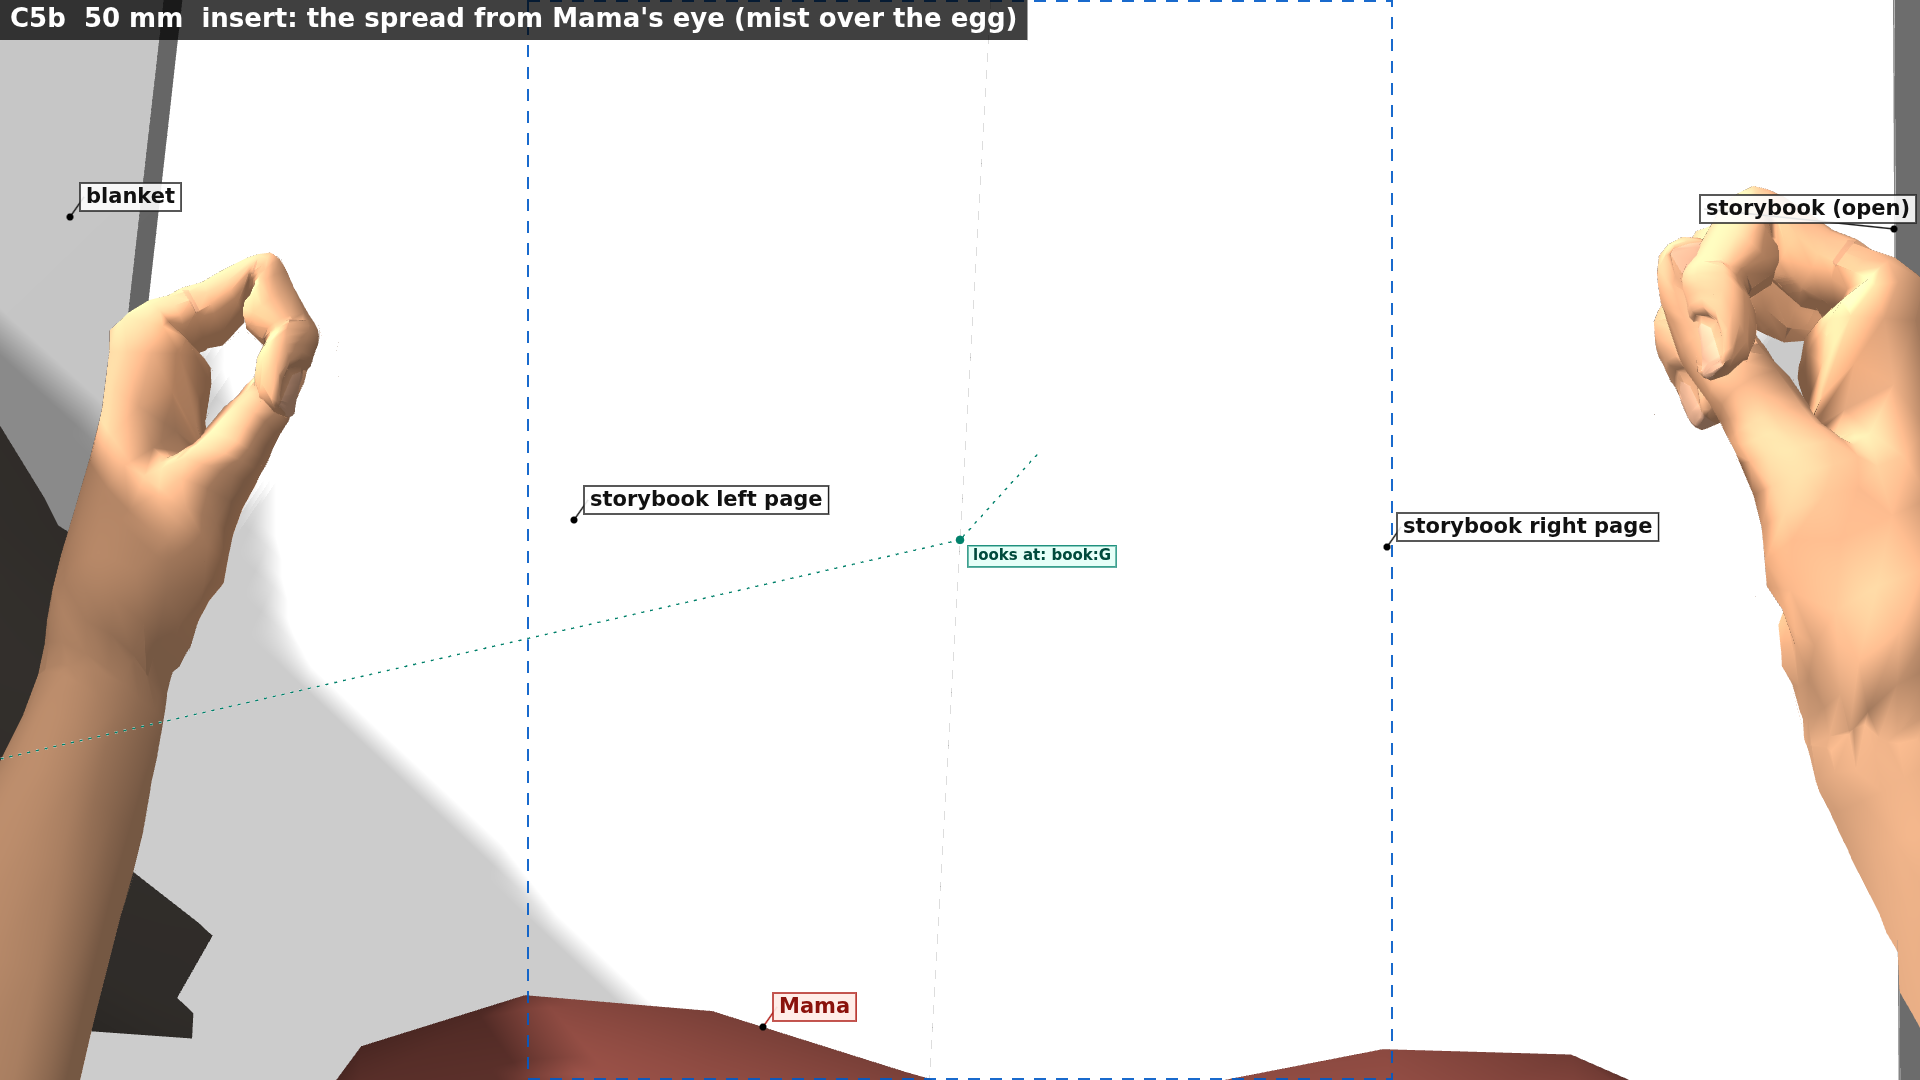 C5b  50 mm  insert: the spread from Mama's eye (mist over the egg)
blanket
storybook (open)
storybook left page
storybook right page
looks at: book:G
Mama